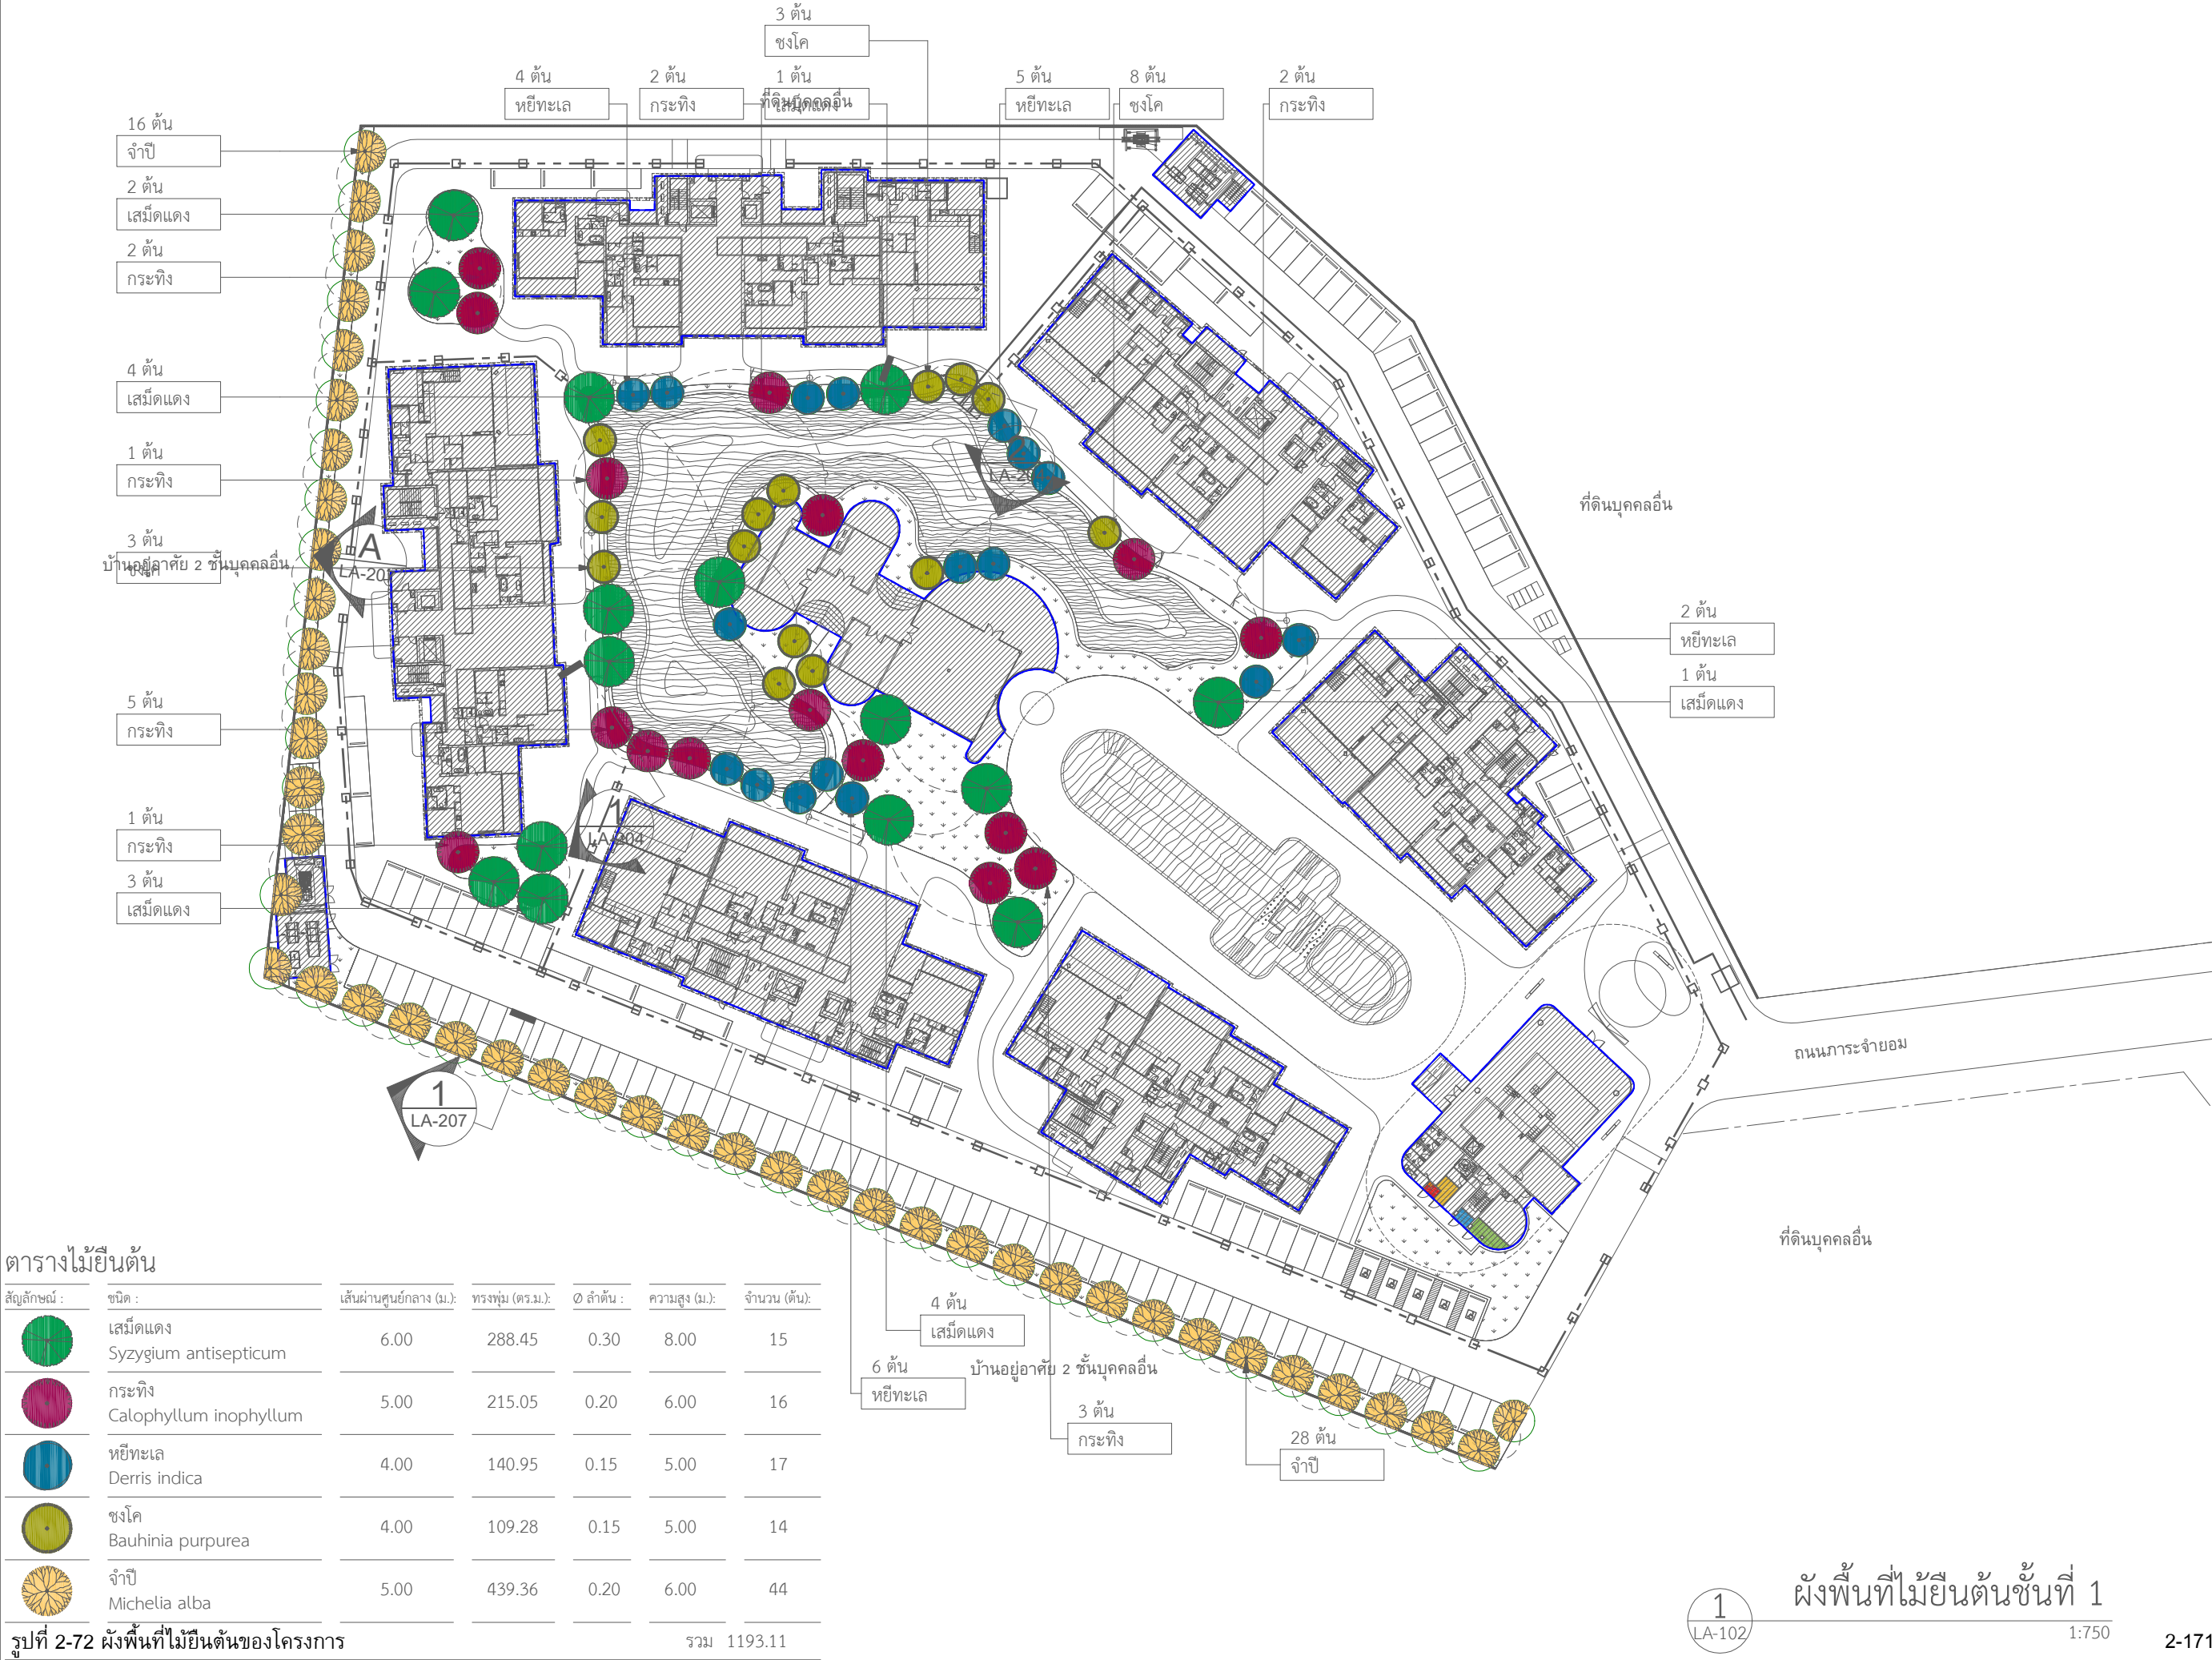 3 ต้น
ชงโค
4 ต้น
หยีทะเล
2 ต้น
กระทิง
1 ต้น
เสม็ดแดง
ที่ดินบุคคลอื่น
5 ต้น
หยีทะเล
8 ต้น
ชงโค
2 ต้น
กระทิง
16 ต้น
จำปี
2 ต้น
เสม็ดแดง
2 ต้น
กระทิง
4 ต้น
เสม็ดแดง
1 ต้น
กระทิง
3 ต้น
ชงโค
บ้านอยู่อาศัย 2 ชั้นบุคคลอื่น
A
LA-20
LA-20
ที่ดินบุคคลอื่น
2 ต้น
หยีทะเล
1 ต้น
เสม็ดแดง
5 ต้น
กระทิง
1 ต้น
กระทิง
3 ต้น
เสม็ดแดง
1
LA-204
1
LA-207
ถนนภาระจำยอม
ที่ดินบุคคลอื่น
4 ต้น
เสม็ดแดง
6 ต้น
หยีทะเล
บ้านอยู่อาศัย 2 ชั้นบุคคลอื่น
3 ต้น
กระทิง
28 ต้น
จำปี
ตารางไม้ยืนต้น
สัญลักษณ์ : ชนิด : เส้นผ่านศูนย์กลาง (ม.): ทรงพุ่ม (ตร.ม.): Ø ลำต้น : ความสูง (ม.): จำนวน (ต้น):
เสม็ดแดง
Syzygium antisepticum 6.00 288.45 0.30 8.00 15
กระทิง
Calophyllum inophyllum 5.00 215.05 0.20 6.00 16
หยีทะเล
Derris indica 4.00 140.95 0.15 5.00 17
ชงโค
Bauhinia purpurea 4.00 109.28 0.15 5.00 14
จำปี
Michelia alba 5.00 439.36 0.20 6.00 44
รูปที่ 2-72 ผังพื้นที่ไม้ยืนต้นของโครงการ
รวม 1193.11
1
LA-102
ผังพื้นที่ไม้ยืนต้นชั้นที่ 1
1:750
2-171